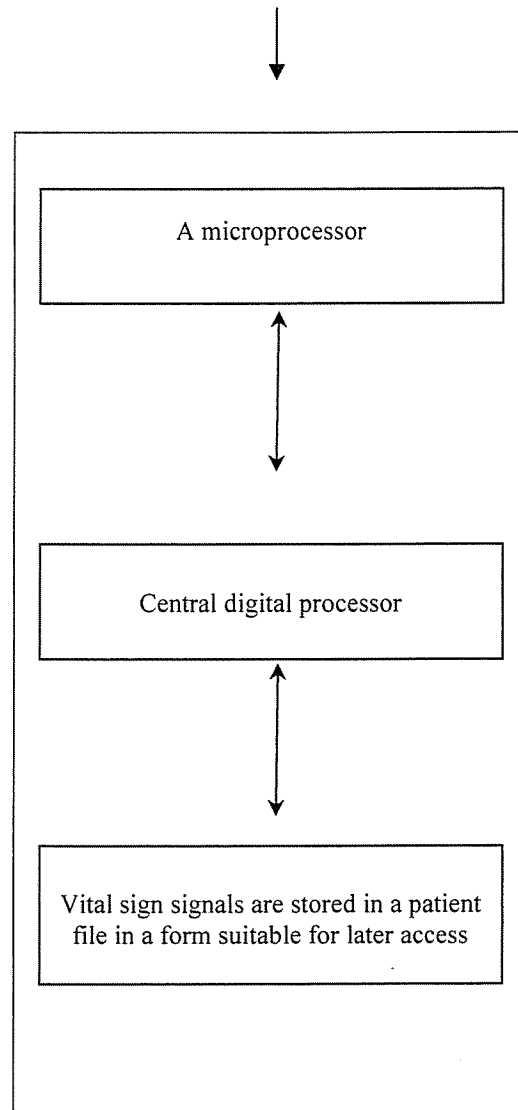 A microprocessor
Central digital processor
Vital sign signals are stored in a patient
file in a form suitable for later access